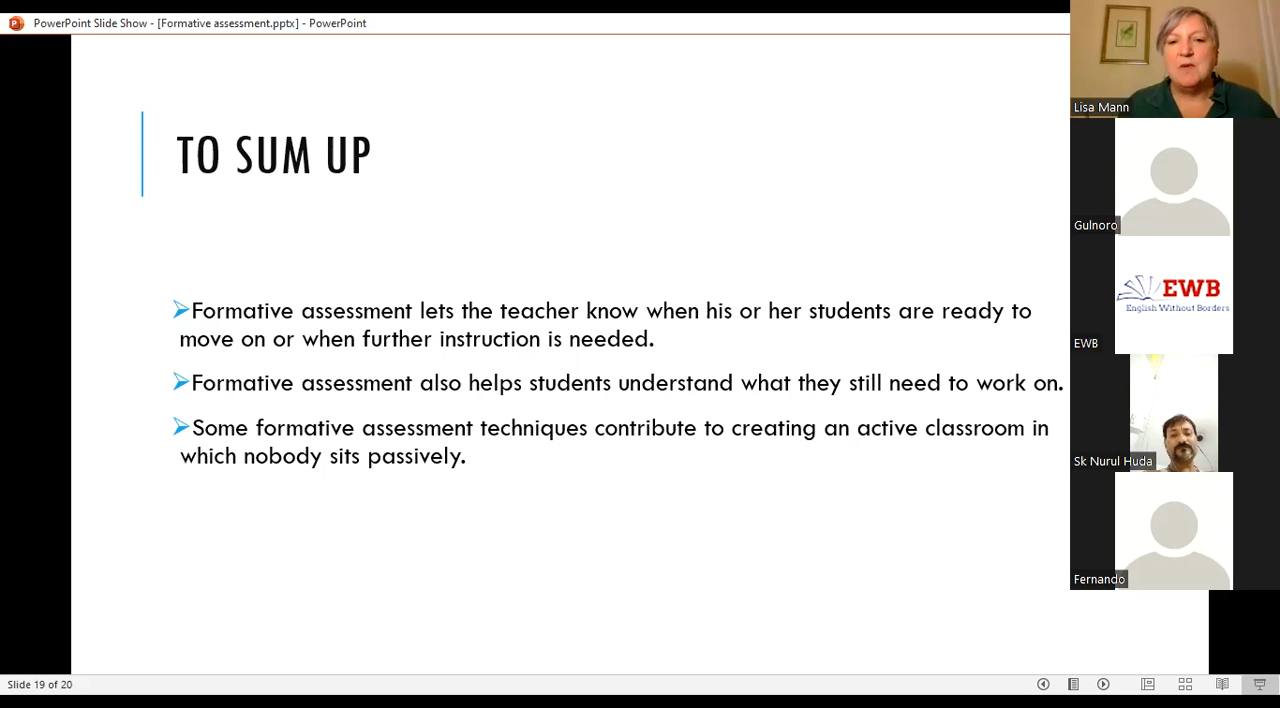 PowerPoint Slide Show - [Formative assessment.pptx] - PowerPoint
TO SUM UP
Formative assessment lets the teacher know when his or her students are ready to
move on or when further instruction is needed.
Formative assessment also helps students understand what they still need to work on.
Some formative assessment techniques contribute to creating an active classroom in
which nobody sits passively.
Lisa Mann
Gulnoro
EWB
English Without Borders
EWB
Sk Nurul Huda
Fernando
Slide 19 of 20